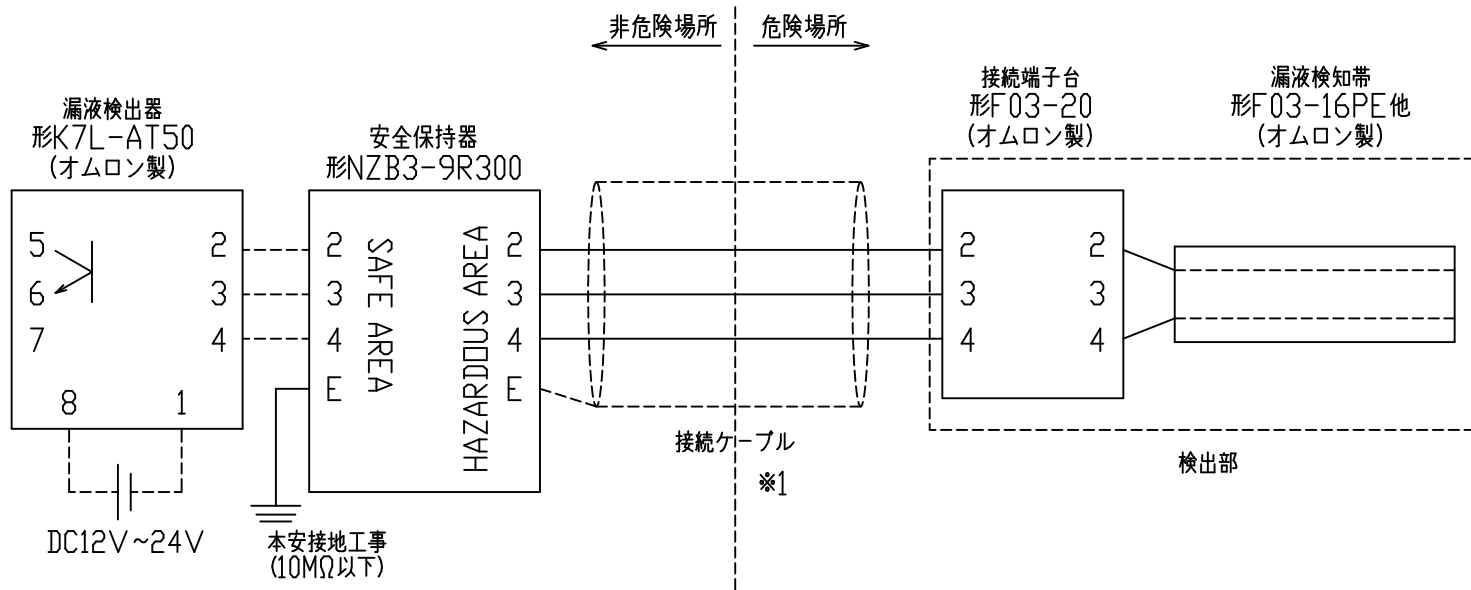 非危険場所
危険場所
漏液検出器
形K7L-AT50
(オムロン製)
安全保持器
形NZB3-9R300
接続端子台
形F03-20
(オムロン製)
漏液検知帯
形F03-16PE他
(オムロン製)
5
6
7
8
1
2
3
4
2
3
4
E
SAFE AREA
HAZARDOUS AREA
2
3
4
E
2
3
4
2
3
4
接続ケーブル
※1
検出部
DC12V~24V
本安接地工事
(10MΩ以下)